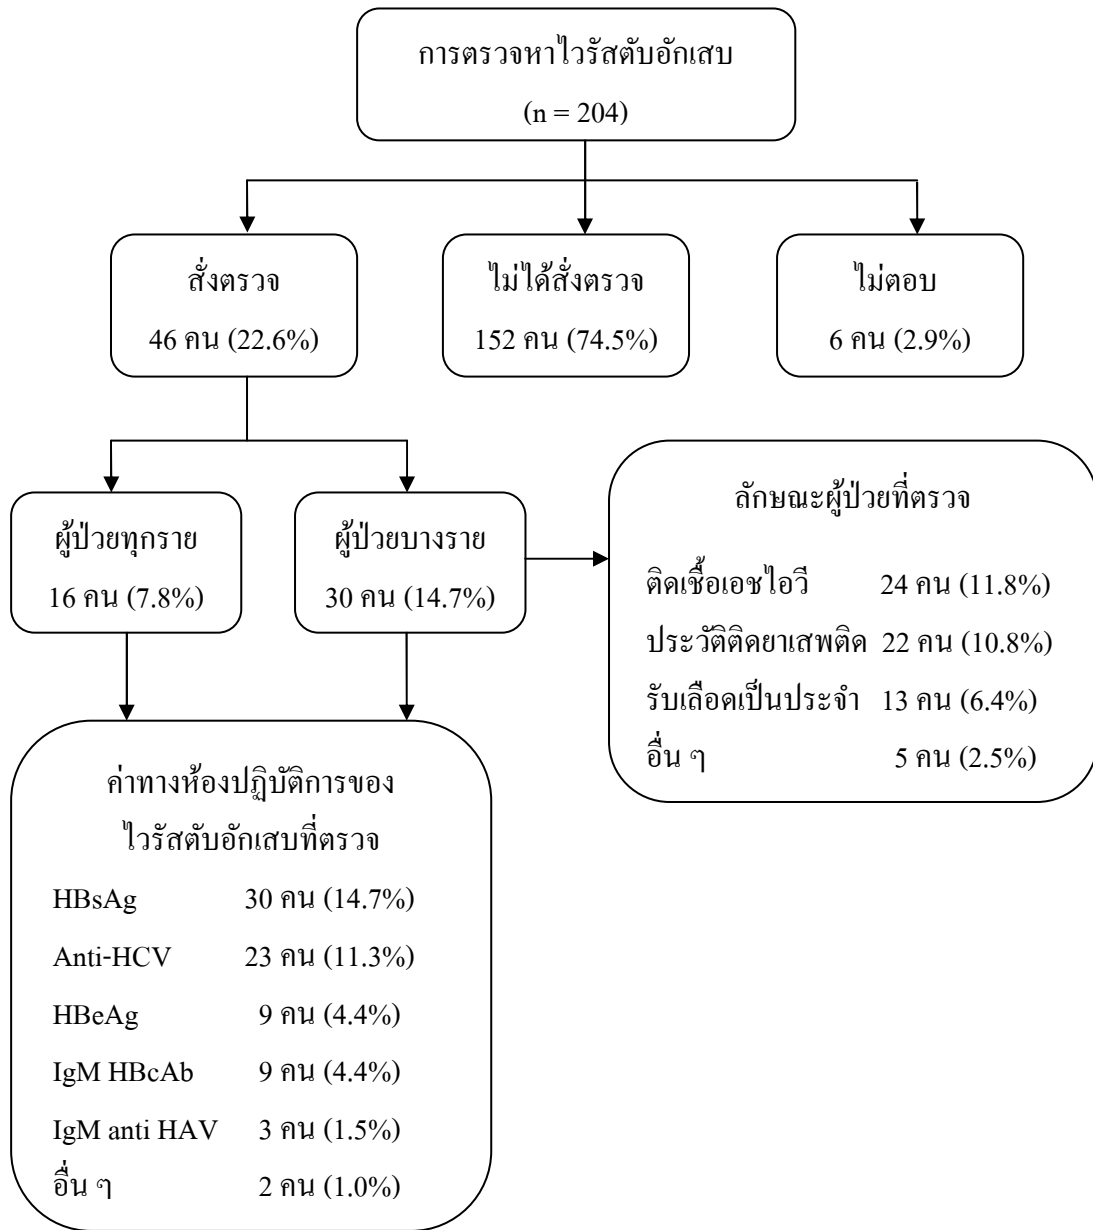 การตรวจหาไวรัสตับอักเสบ
(n = 204)
สั่งตรวจ
46 คน (22.6%)
ไม่ได้สั่งตรวจ
152 คน (74.5%)
ไม่ตอบ
6 คน (2.9%)
ผู้ป่วยทุกราย
16 คน (7.8%)
ผู้ป่วยบางราย
30 คน (14.7%)
ลักษณะผู้ป่วยที่ตรวจ
ติดเชื้อเอชไอวี 24 คน (11.8%)
ประวัติติดยาเสพติด 22 คน (10.8%)
รับเลือดเป็นประจำ 13 คน (6.4%)
อื่น ๆ 5 คน (2.5%)
ค่าทางห้องปฏิบัติการของ
ไวรัสตับอักเสบที่ตรวจ
HBsAg 30 คน (14.7%)
Anti-HCV 23 คน (11.3%)
HBeAg 9 คน (4.4%)
IgM HBcAb 9 คน (4.4%)
IgM anti HAV 3 คน (1.5%)
อื่น ๆ 2 คน (1.0%)